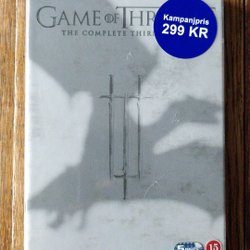 GAME OF THR
THE COMPLETE THIR
Kampanjpris
299 KR
15